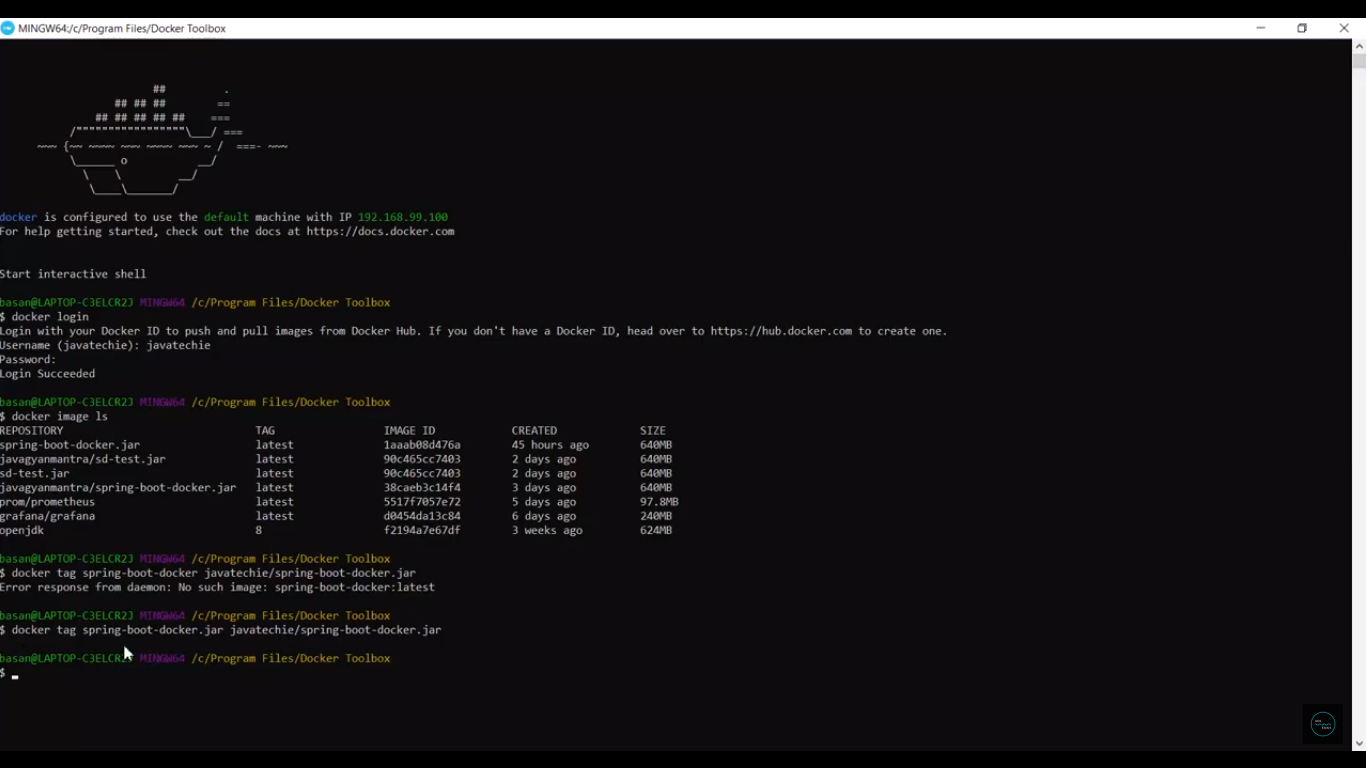 MINGW64:/c/Program Files/Docker Toolbox
##         .
## ## ##        ==
## ## ## ## ##    ===
/"""""""""""""""""\___/ ===
~~~ {~~ ~~~~ ~~~ ~~~~ ~~~ ~ /  ===- ~~~
\______ o           __/
\    \         __/
\____\_______/
docker is configured to use the default machine with IP 192.168.99.100
For help getting started, check out the docs at https://docs.docker.com
Start interactive shell
basan@LAPTOP-C3ELCR2J MINGW64 /c/Program Files/Docker Toolbox
$ docker login
Login with your Docker ID to push and pull images from Docker Hub. If you don't have a Docker ID, head over to https://hub.docker.com to create one.
Username (javatechie): javatechie
Password:
Login Succeeded
basan@LAPTOP-C3ELCR2J MINGW64 /c/Program Files/Docker Toolbox
$ docker image ls
REPOSITORY TAG IMAGE ID CREATED SIZE
spring-boot-docker.jar latest 1aaab08d476a 45 hours ago 640MB
javagyanmantra/sd-test.jar latest 90c465cc7403 2 days ago 640MB
sd-test.jar latest 90c465cc7403 2 days ago 640MB
javagyanmantra/spring-boot-docker.jar latest 38caeb3c14f4 3 days ago 640MB
prom/prometheus latest 5517f7057e72 5 days ago 97.8MB
grafana/grafana latest d0454da13c84 6 days ago 240MB
openjdk 8 f2194a7e67df 3 weeks ago 624MB
basan@LAPTOP-C3ELCR2J MINGW64 /c/Program Files/Docker Toolbox
$ docker tag spring-boot-docker javatechie/spring-boot-docker.jar
Error response from daemon: No such image: spring-boot-docker:latest
basan@LAPTOP-C3ELCR2J MINGW64 /c/Program Files/Docker Toolbox
$ docker tag spring-boot-docker.jar javatechie/spring-boot-docker.jar
basan@LAPTOP-C3ELCR2J MINGW64 /c/Program Files/Docker Toolbox
$